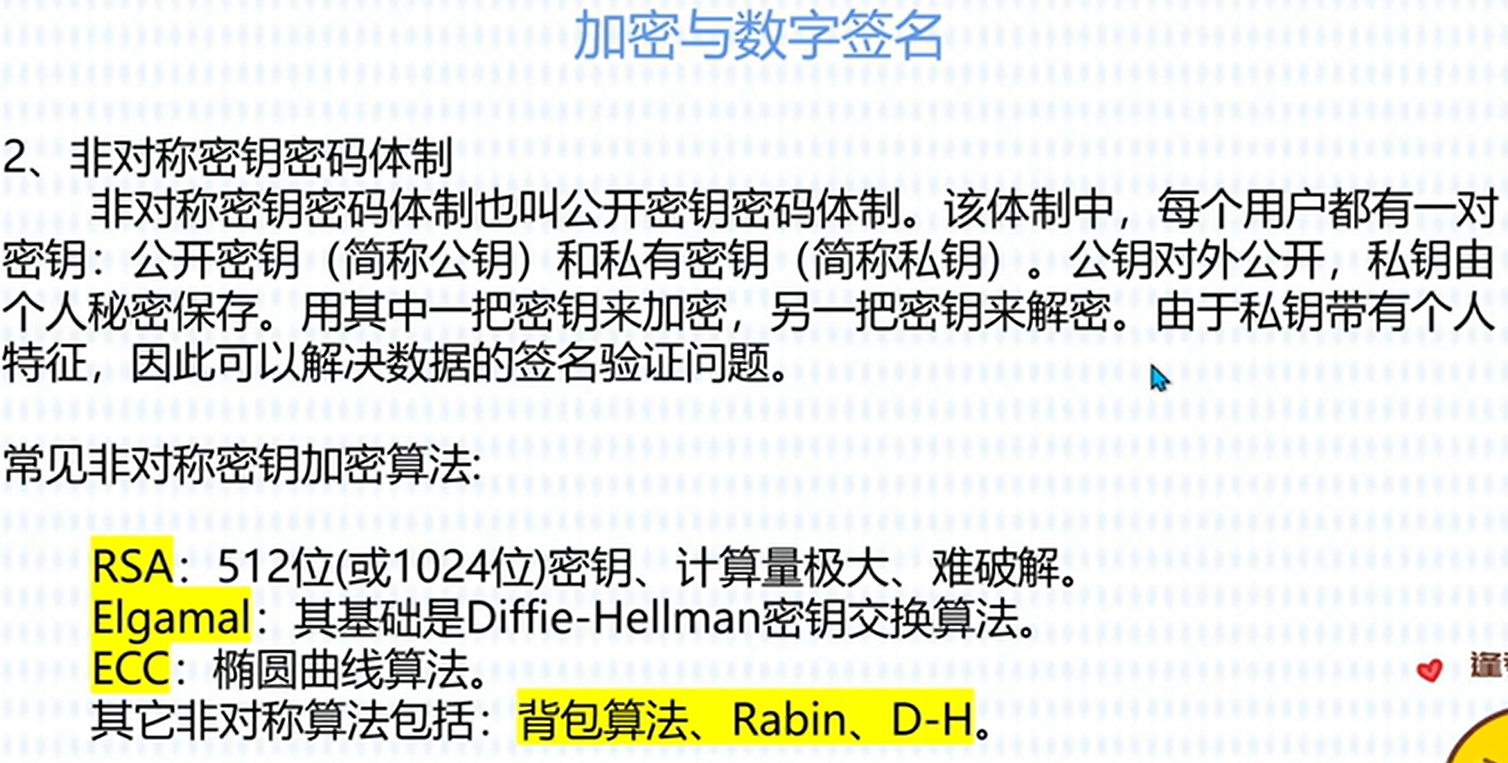 加密与数字签名
2、非对称密钥密码体制
非对称密钥密码体制也叫公开密钥密码体制。该体制中，每个用户都有一对
密钥：公开密钥（简称公钥）和私有密钥（简称私钥）。公钥对外公开，私钥由
个人秘密保存。用其中一把密钥来加密，另一把密钥来解密。由于私钥带有个人
特征，因此可以解决数据的签名验证问题。
常见非对称密钥加密算法:
RSA：512位(或1024位)密钥、计算量极大、难破解。
Elgamal：其基础是Diffie-Hellman密钥交换算法。
ECC：椭圆曲线算法。
其它非对称算法包括：背包算法、Rabin、D-H。
逢